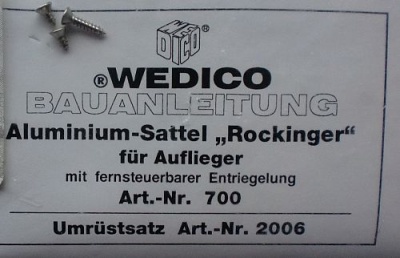 WEDICO
®WEDICO
BAUANLEITUNG
Aluminium-Sattel „Rockinger“
für Auflieger
mit fernsteuerbarer Entriegelung
Art.-Nr. 700
Umrüstsatz Art.-Nr. 2006